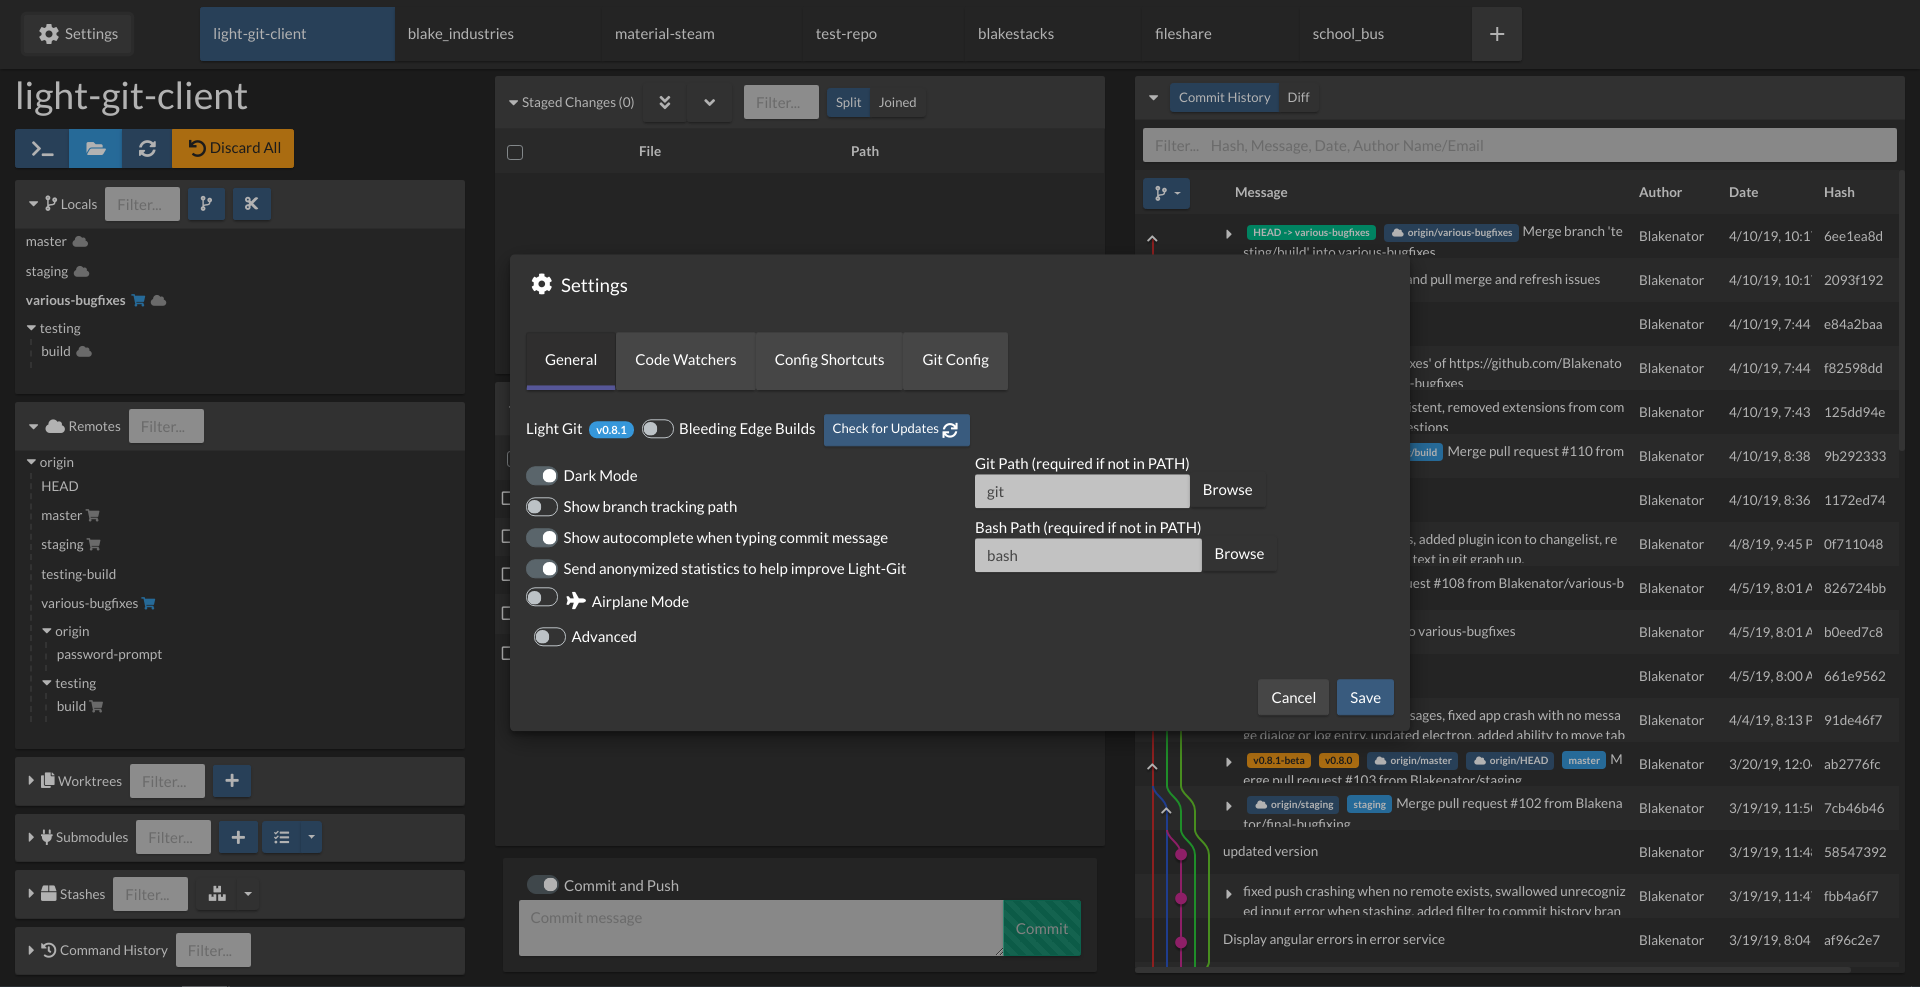 Settings
light-git-client
blake_industries
material-steam
test-repo
blakestacks
fileshare
school_bus
light-git-client
Discard All
Locals
Filter...
master
staging
various-bugfixes
testing
build
Remotes
Filter...
origin
HEAD
master
staging
testing-build
various-bugfixes
origin
password-prompt
testing
build
Worktrees
Filter...
Submodules
Filter...
Stashes
Filter...
Command History
Filter...
Staged Changes (0)
Filter...
Split
Joined
File
Path
Settings
General
Code Watchers
Config Shortcuts
Git Config
Light Git
v0.8.1
Bleeding Edge Builds
Check for Updates
Dark Mode
Show branch tracking path
Show autocomplete when typing commit message
Send anonymized statistics to help improve Light-Git
Airplane Mode
Advanced
Git Path (required if not in PATH)
git
Browse
Bash Path (required if not in PATH)
bash
Browse
Cancel
Save
Commit and Push
Commit message
Commit
Commit History
Diff
Filter... Hash, Message, Date, Author Name/Email
Message Author Date Hash
HEAD -> various-bugfixes origin/various-bugfixes Merge branch 'te
sting/build' into various-bugfixes
Blakenator 4/10/19, 10:1 6ee1ea8d
nd pull merge and refresh issues
Blakenator 4/10/19, 10:1 2093f192
Blakenator 4/10/19, 7:44 e84a2baa
xes' of https://github.com/Blakenato
-bugfixes
Blakenator 4/10/19, 7:44 f82598dd
istent, removed extensions from com
estions
Blakenator 4/10/19, 7:43 125dd94e
/build Merge pull request #110 from
Blakenator 4/10/19, 8:38 9b292333
Blakenator 4/10/19, 8:36 1172ed74
s, added plugin icon to changelist, re
text in git graph up.
Blakenator 4/8/19, 9:45 P 0f711048
est #108 from Blakenator/various-b
Blakenator 4/5/19, 8:01 A 826724bb
o various-bugfixes
Blakenator 4/5/19, 8:01 A b0eed7c8
Blakenator 4/5/19, 8:00 A 661e9562
sages, fixed app crash with no messa
ge dialog or log entry, updated electron, added ability to move tab
Blakenator 4/4/19, 8:13 P 91de46f7
v0.8.1-beta v0.8.0 origin/master origin/HEAD master M
erge pull request #103 from Blakenator/staging
Blakenator 3/20/19, 12:0 ab2776fc
origin/staging staging Merge pull request #102 from Blakena
tor/final-bugfixing
Blakenator 3/19/19, 11:5 7cb46b46
updated version
Blakenator 3/19/19, 11:4 58547392
fixed push crashing when no remote exists, swallowed unrecogniz
ed input error when stashing, added filter to commit history bran
Blakenator 3/19/19, 11:4 fbb4a6f7
Display angular errors in error service
Blakenator 3/19/19, 8:04 af96c2e7